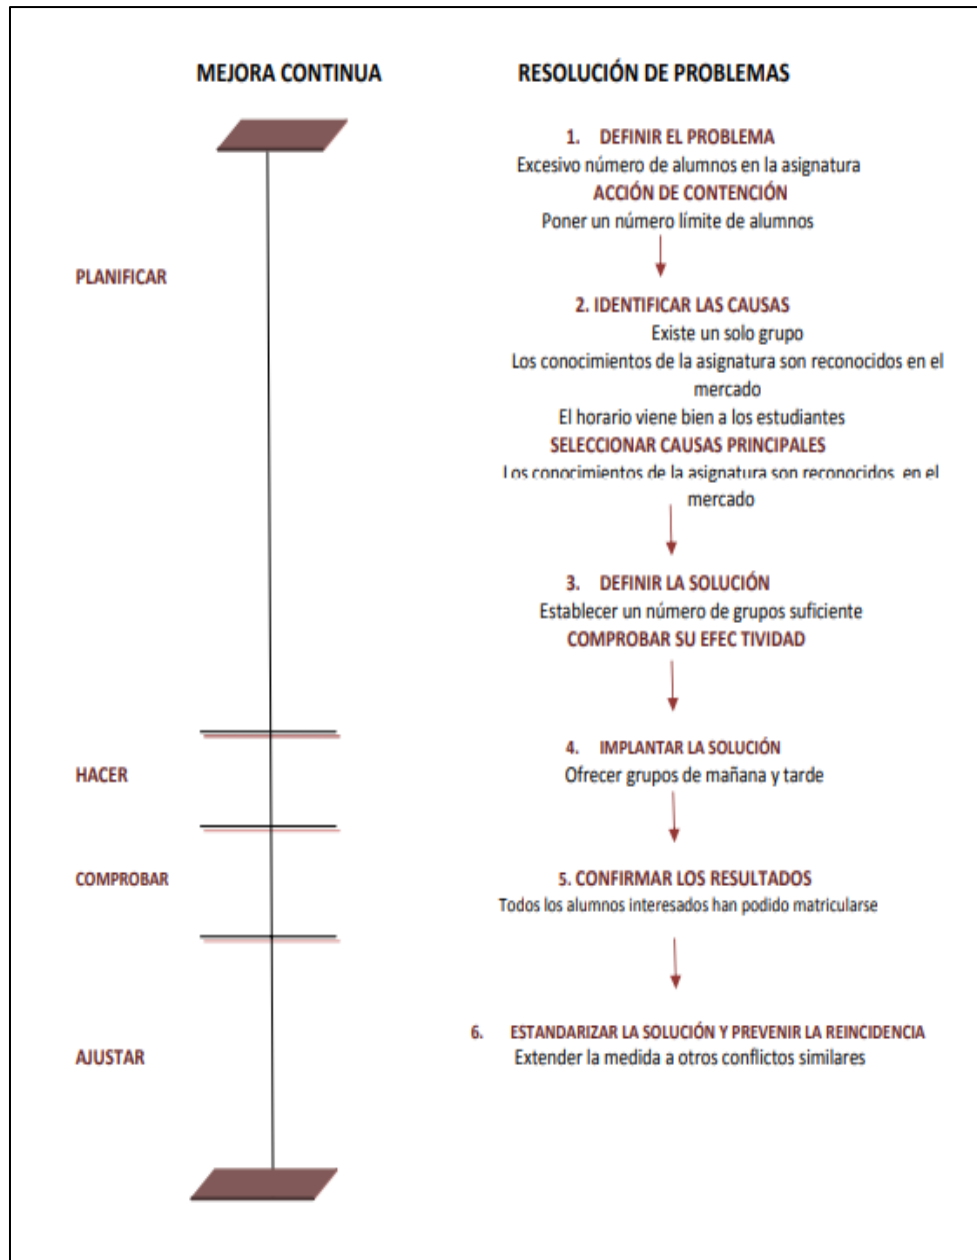 MEJORA CONTINUA
RESOLUCIÓN DE PROBLEMAS
1. DEFINIR EL PROBLEMA
Excesivo número de alumnos en la asignatura
ACCIÓN DE CONTENCIÓN
Poner un número límite de alumnos
PLANIFICAR
2. IDENTIFICAR LAS CAUSAS
Existe un solo grupo
Los conocimientos de la asignatura son reconocidos en el
mercado
El horario viene bien a los estudiantes
SELECCIONAR CAUSAS PRINCIPALES
Los conocimientos de la asignatura son reconocidos en el
mercado
3. DEFINIR LA SOLUCIÓN
Establecer un número de grupos suficiente
COMPROBAR SU EFEC TIVIDAD
HACER
4. IMPLANTAR LA SOLUCIÓN
Ofrecer grupos de mañana y tarde
COMPROBAR
5. CONFIRMAR LOS RESULTADOS
Todos los alumnos interesados han podido matricularse
AJUSTAR
6. ESTANDARIZAR LA SOLUCIÓN Y PREVENIR LA REINCIDENCIA
Extender la medida a otros conflictos similares